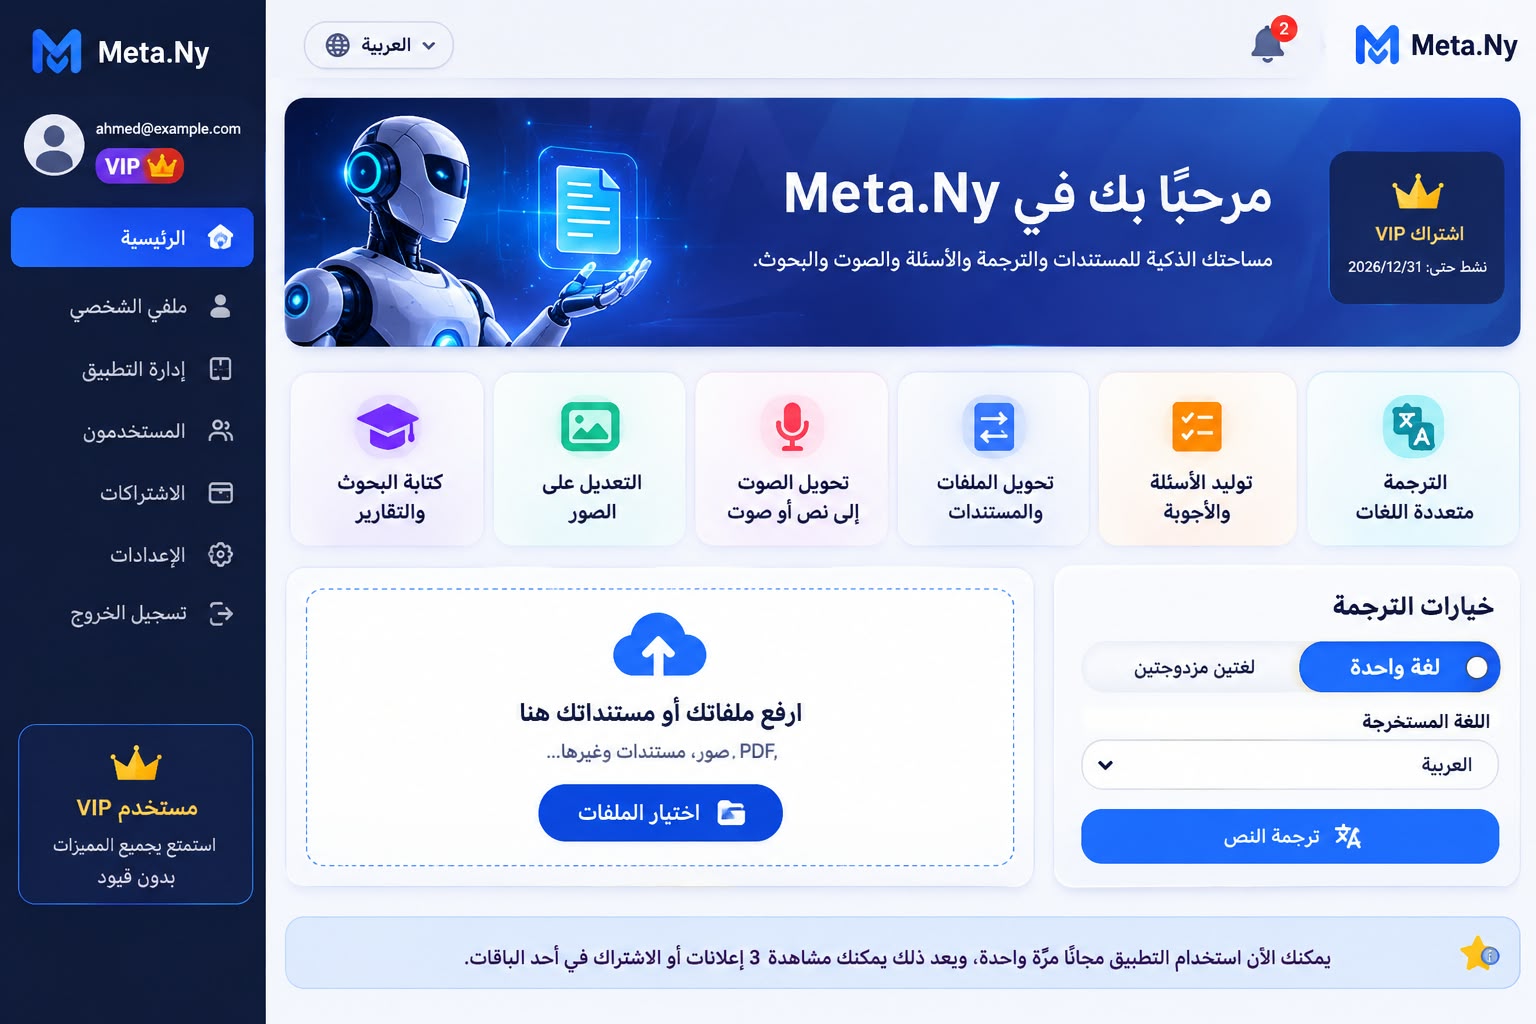 Meta.Ny
ahmed@example.com
VIP
الرئيسية
ملفي الشخصي
إدارة التطبيق
المستخدمون
الاشتراكات
الإعدادات
تسجيل الخروج
مستخدم VIP
استمتع يجميع المميزات
بدون قيود
Meta.Ny
2
العربية
مرحبًا بك في Meta.Ny
مساحتك الذكية للمستندات والترجمة والأسئلة والصوت والبحوث.
اشتراك VIP
نشط حتى: 2026/12/31
الترجمة
متعددة اللغات
توليد الأسئلة
والأجوبة
تحويل الملفات
والمستندات
تحويل الصوت
إلى نص أو صوت
التعديل على
الصور
كتابة البحوث
والتقارير
خيارات الترجمة
لغة واحدة
لغتين مزدوجتين
اللغة المستخرجة
العربية
ترجمة النص
ارفع ملفاتك أو مستنداتك هنا
PDF, صور، مستندات وغيرها...
اختيار الملفات
يمكنك الأن استخدام التطبيق مجانًا مرًة واحدة، وبعد ذلك يمكنك مشاهدة 3 إعلانات أو الاشتراك في أحد الباقات.